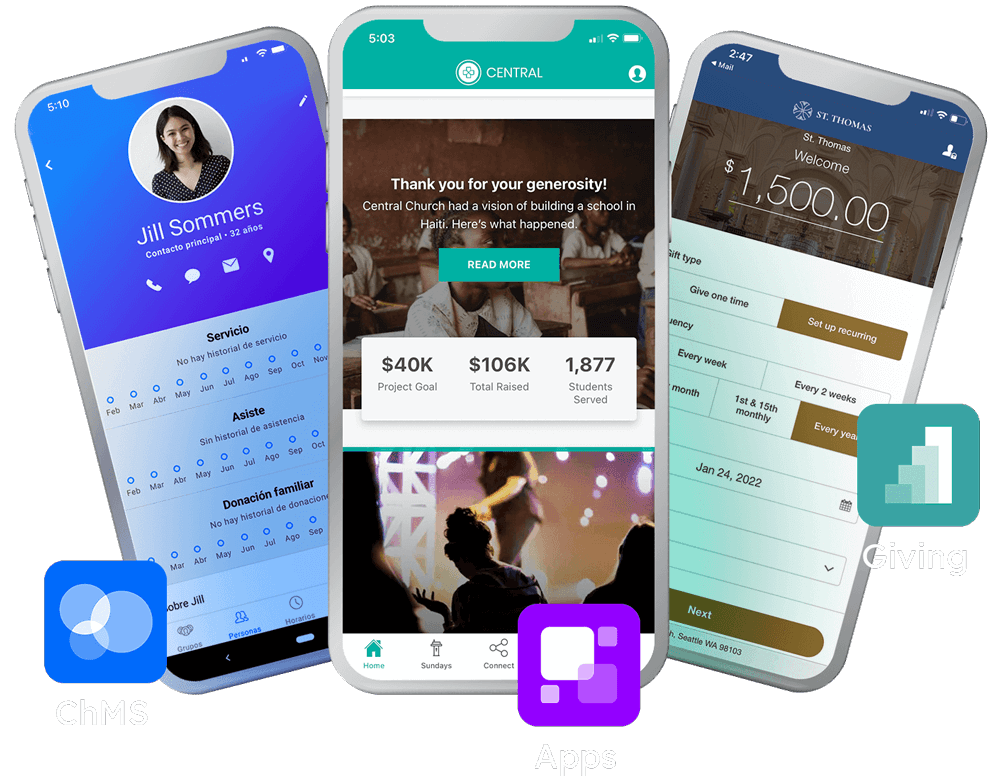 5:10
Jill Sommers
Contacto principal • 32 años
Servicio
No hay historial de servicio
Feb Mar Abr May Jun Jul Ago Sep Oct Nov
Asiste
Sin historial de asistencia
Feb Mar Abr May Jun Jul Ago Sep Oct
Donación familiar
No hay historial de donacione
Mar Abr May Jun Jul Ago Sep
obre Jill
Grupos Personas Horarios
ChMS
5:03
CENTRAL
Thank you for your generosity!
Central Church had a vision of building a school in
Haiti. Here's what happened.
READ MORE
$40K $106K 1,877
Project Goal Total Raised Students
Served
Home Sundays Connect
Apps
2:47
Mail
ST. THOMAS
St. Thomas
Welcome
$1,500.00
ift type
Give one time Set up recurring
uency
Every week Every 2 weeks
month 1st & 15th
monthly Every yea
Jan 24, 2022
Next
h, Seattle WA 98103
Giving